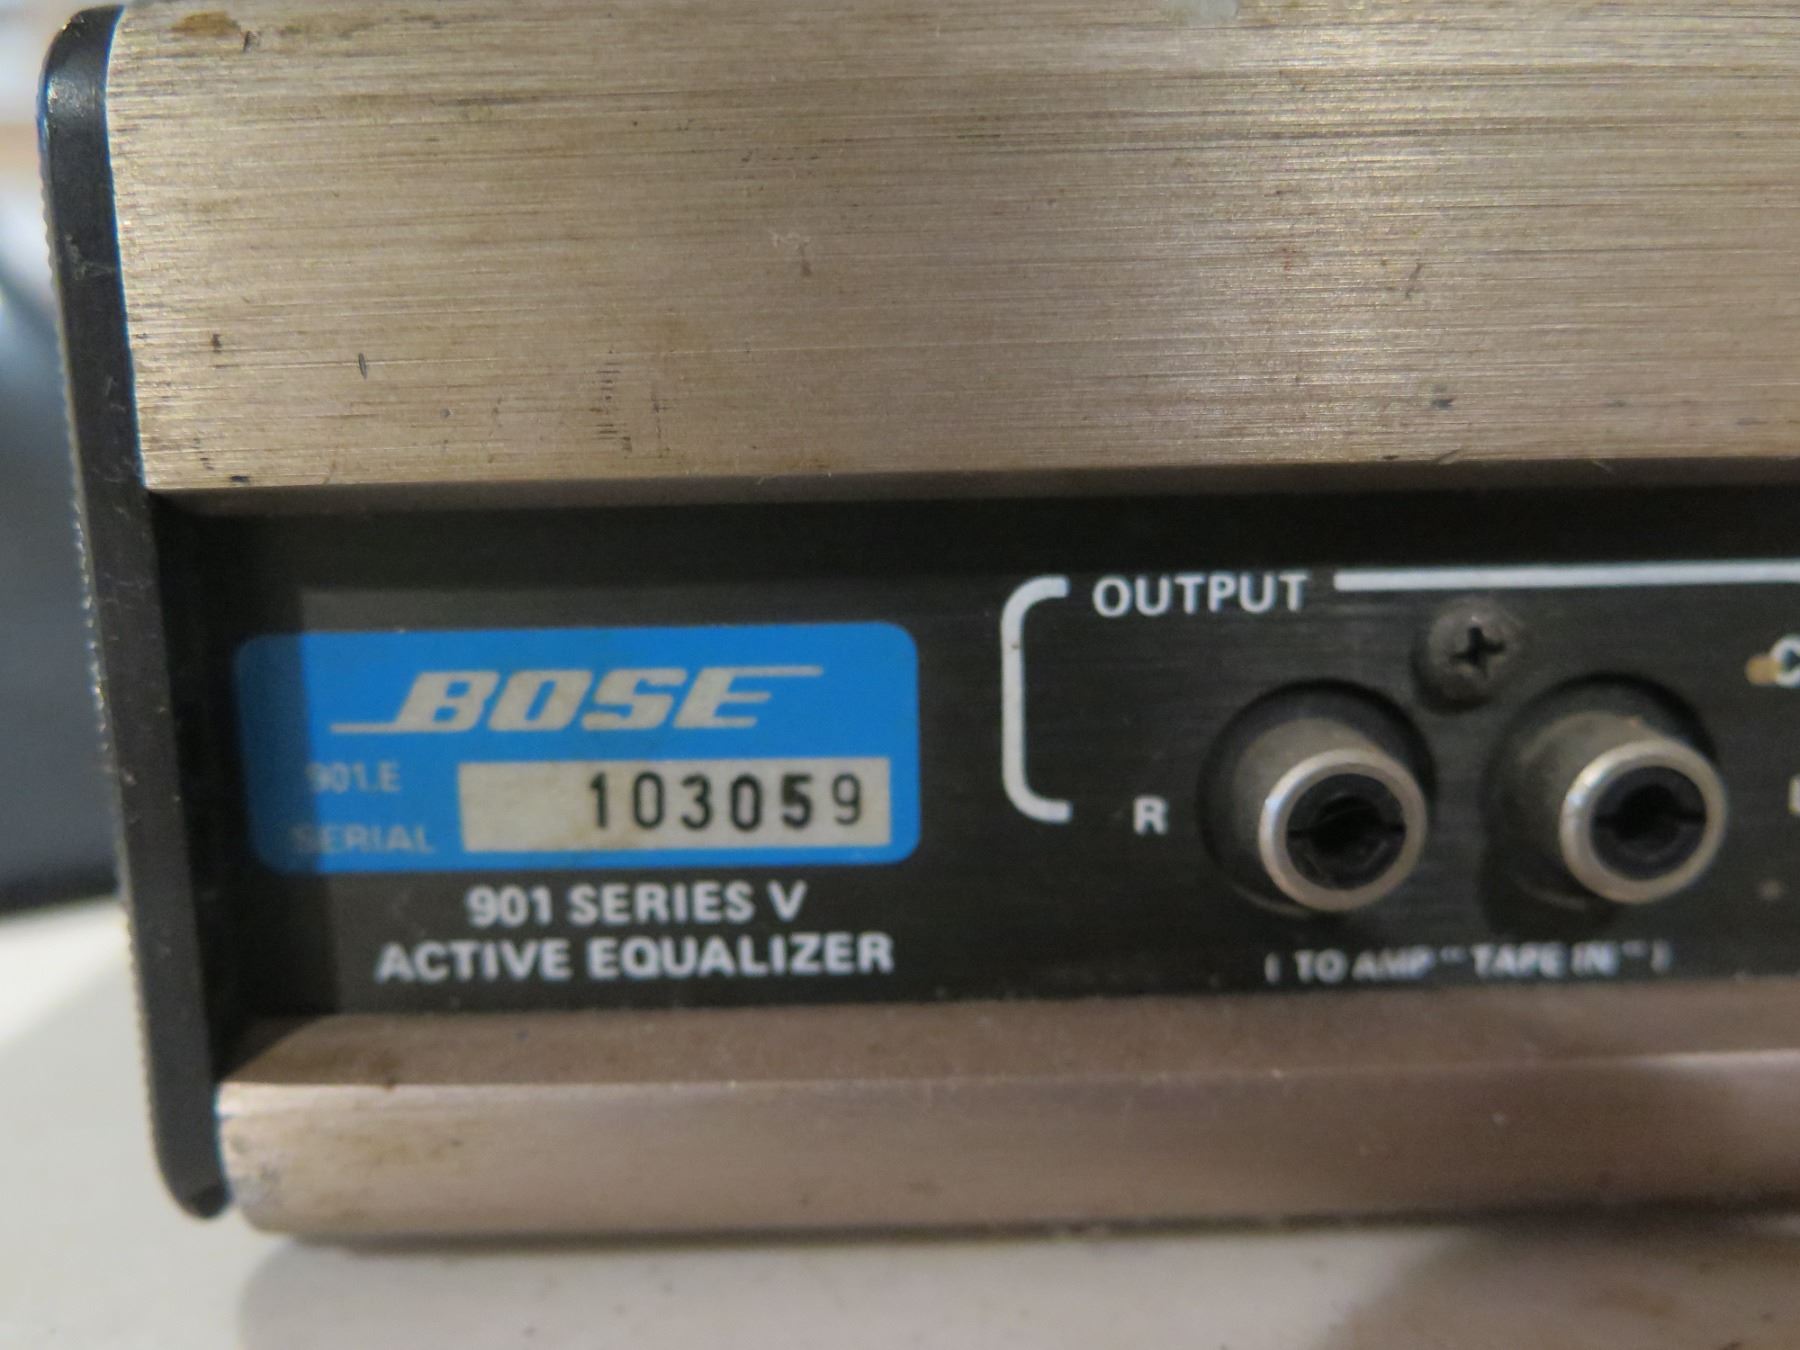 BOSE
901.E
SERIAL 103059
901 SERIES V
ACTIVE EQUALIZER
OUTPUT
R
( TO AMP "TAPE IN" )